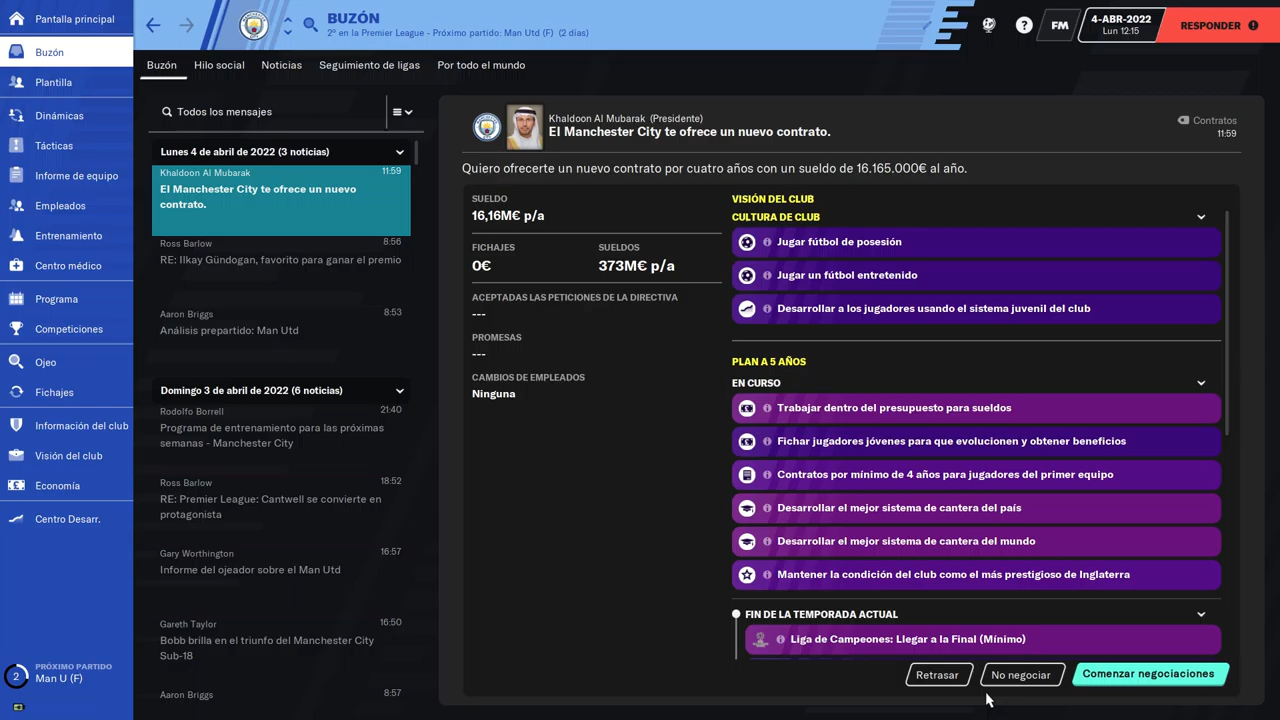 Pantalla principal
Buzón
Plantilla
Dinámicas
Tácticas
Informe de equipo
Empleados
Entrenamiento
Centro médico
Programa
Competiciones
Ojeo
Fichajes
Información del club
Visión del club
Economía
Centro Desarr.
2
PRÓXIMO PARTIDO
Man U (F)
BUZÓN
2º en la Premier League - Próximo partido: Man Utd (F) (2 días)
?
FM
4-ABR-2022
Lun 12:15
RESPONDER
Buzón Hilo social Noticias Seguimiento de ligas Por todo el mundo
Todos los mensajes
Lunes 4 de abril de 2022 (3 noticias)
Khaldoon Al Mubarak 11:59
El Manchester City te ofrece un nuevo
contrato.
Ross Barlow 8:56
RE: Ilkay Gündogan, favorito para ganar el premio
Aaron Briggs 8:53
Análisis prepartido: Man Utd
Domingo 3 de abril de 2022 (6 noticias)
Rodolfo Borrell 21:40
Programa de entrenamiento para las próximas
semanas - Manchester City
Ross Barlow 18:52
RE: Premier League: Cantwell se convierte en
protagonista
Gary Worthington 16:57
Informe del ojeador sobre el Man Utd
Gareth Taylor 16:50
Bobb brilla en el triunfo del Manchester City
Sub-18
Aaron Briggs 8:57
Khaldoon Al Mubarak (Presidente)
El Manchester City te ofrece un nuevo contrato.
Contratos
11:59
Quiero ofrecerte un nuevo contrato por cuatro años con un sueldo de 16.165.000€ al año.
SUELDO
16,16M€ p/a
FICHAJES SUELDOS
0€ 373M€ p/a
ACEPTADAS LAS PETICIONES DE LA DIRECTIVA
---
PROMESAS
---
CAMBIOS DE EMPLEADOS
Ninguna
VISIÓN DEL CLUB
CULTURA DE CLUB
Jugar fútbol de posesión
Jugar un fútbol entretenido
Desarrollar a los jugadores usando el sistema juvenil del club
PLAN A 5 AÑOS
EN CURSO
Trabajar dentro del presupuesto para sueldos
Fichar jugadores jóvenes para que evolucionen y obtener beneficios
Contratos por mínimo de 4 años para jugadores del primer equipo
Desarrollar el mejor sistema de cantera del país
Desarrollar el mejor sistema de cantera del mundo
Mantener la condición del club como el más prestigioso de Inglaterra
FIN DE LA TEMPORADA ACTUAL
Liga de Campeones: Llegar a la Final (Mínimo)
Retrasar No negociar Comenzar negociaciones